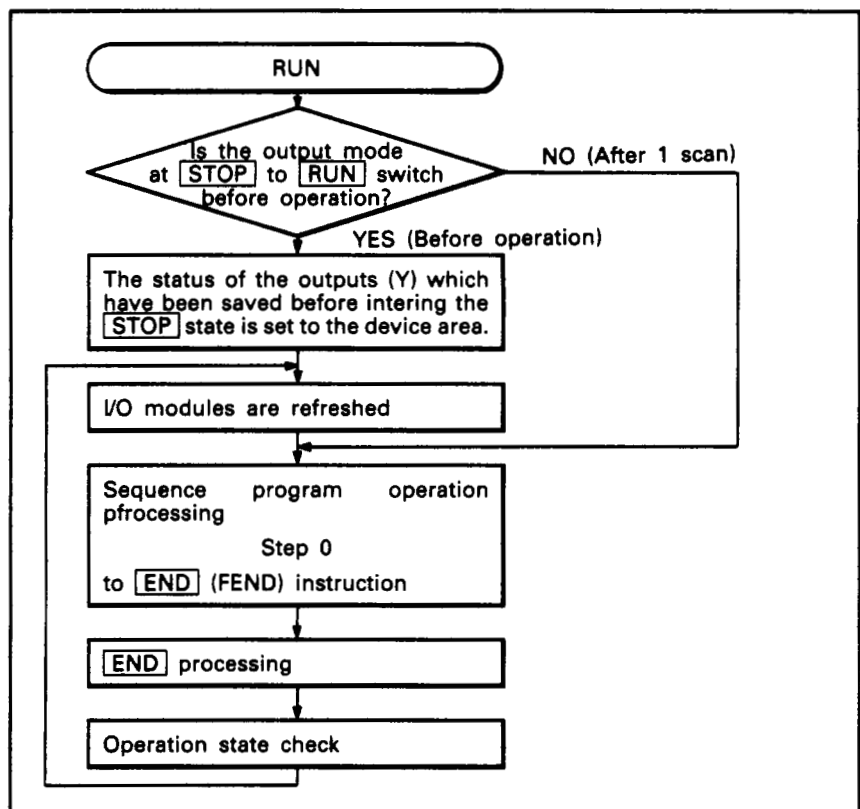 RUN
Is the output mode
at STOP to RUN switch
before operation?
NO (After 1 scan)
YES (Before operation)
The status of the outputs (Y) which
have been saved before intering the
STOP state is set to the device area.
I/O modules are refreshed
Sequence program operation
pfrocessing
Step 0
to END (FEND) instruction
END processing
Operation state check